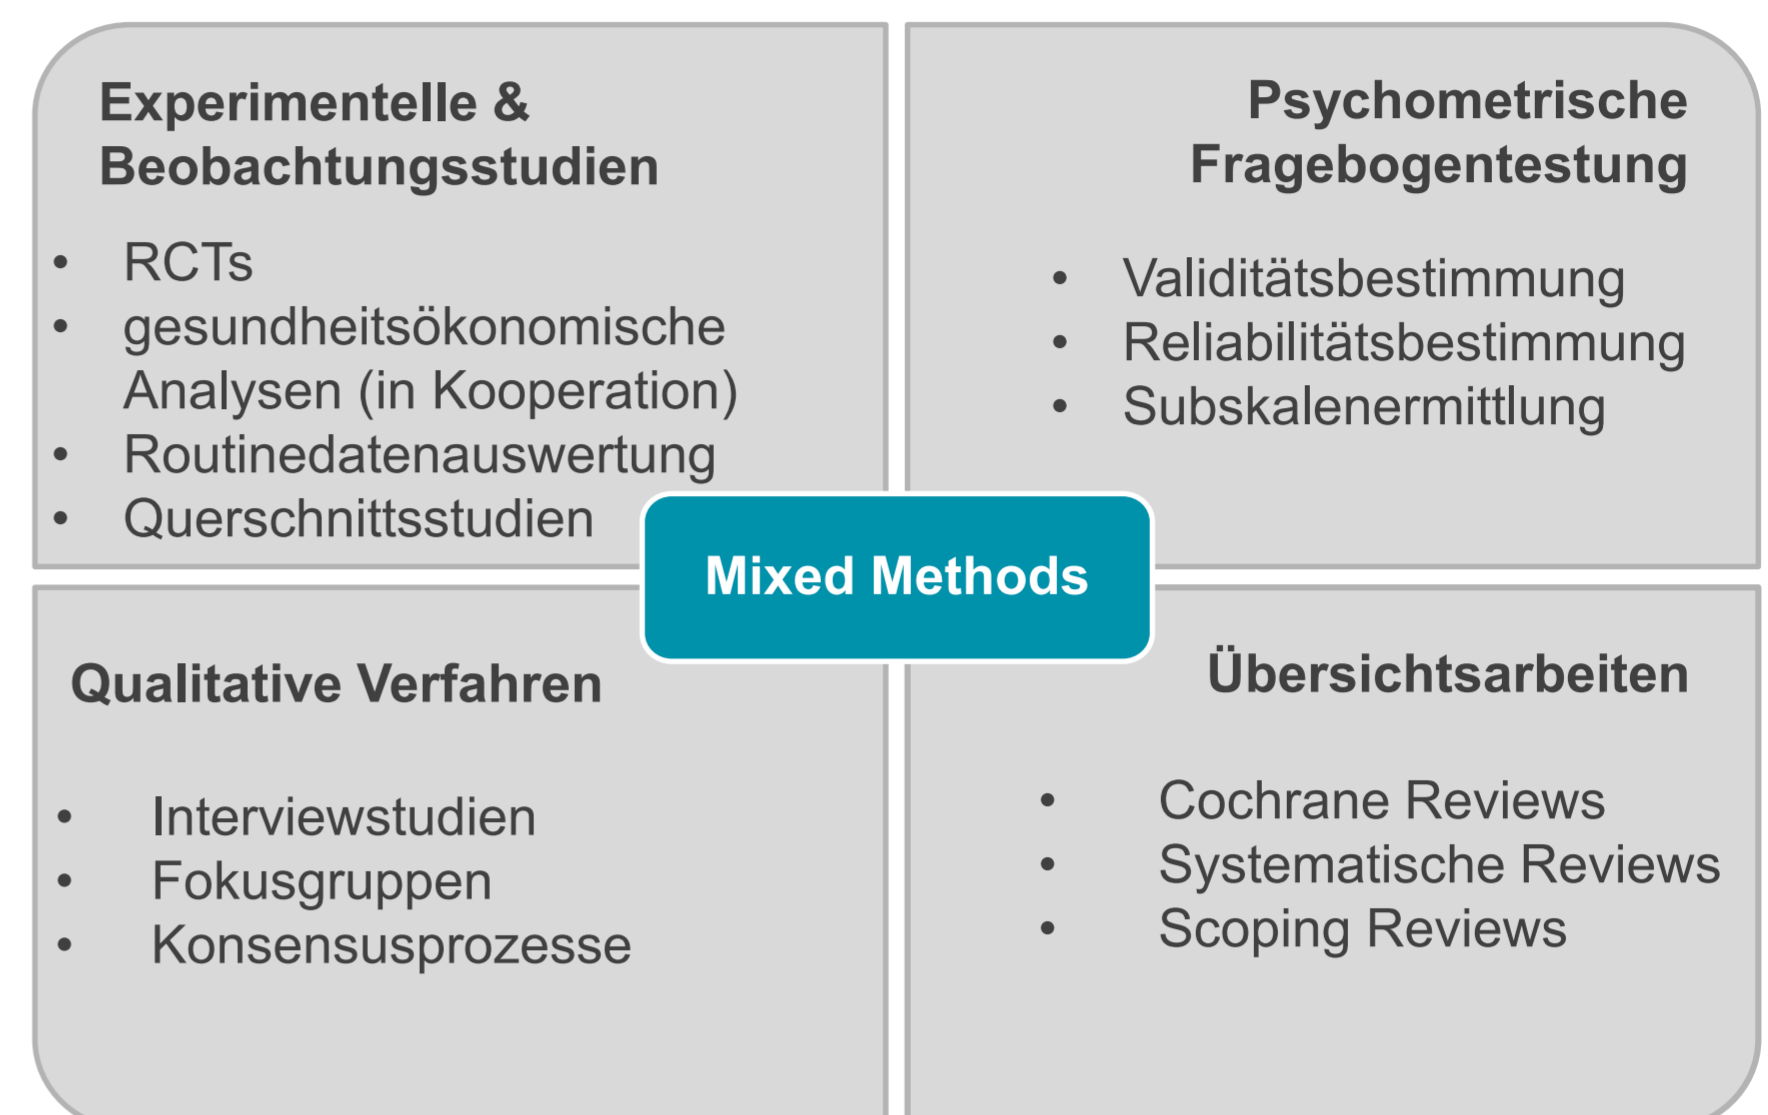 Experimentelle &
Beobachtungsstudien
• RCTs
• gesundheitsökonomische
Analysen (in Kooperation)
• Routinedatenauswertung
• Querschnittsstudien
Psychometrische
Fragebogentestung
• Validitätsbestimmung
• Reliabilitätsbestimmung
• Subskalenermittlung
Mixed Methods
Qualitative Verfahren
• Interviewstudien
• Fokusgruppen
• Konsensusprozesse
Übersichtsarbeiten
• Cochrane Reviews
• Systematische Reviews
• Scoping Reviews